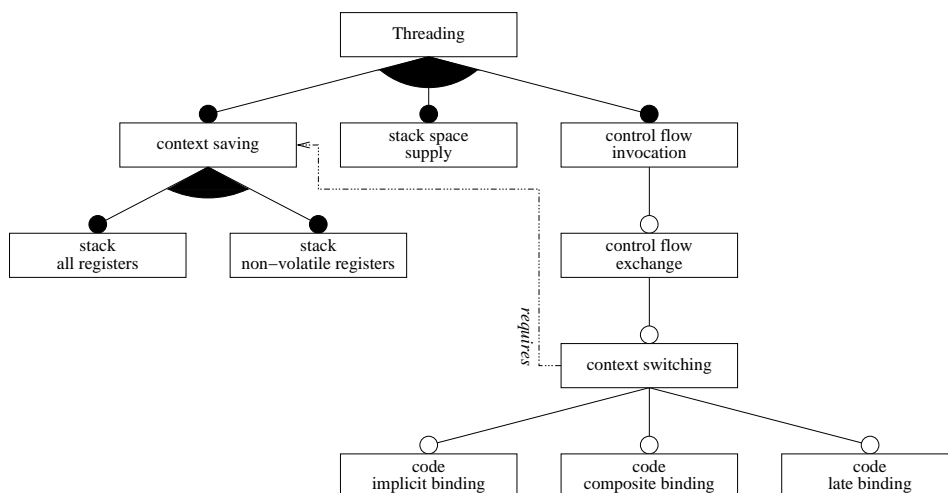 Threading
context saving
stack space
supply
control flow
invocation
stack
all registers
stack
non−volatile registers
control flow
exchange
requires
context switching
code
implicit binding
code
composite binding
code
late binding